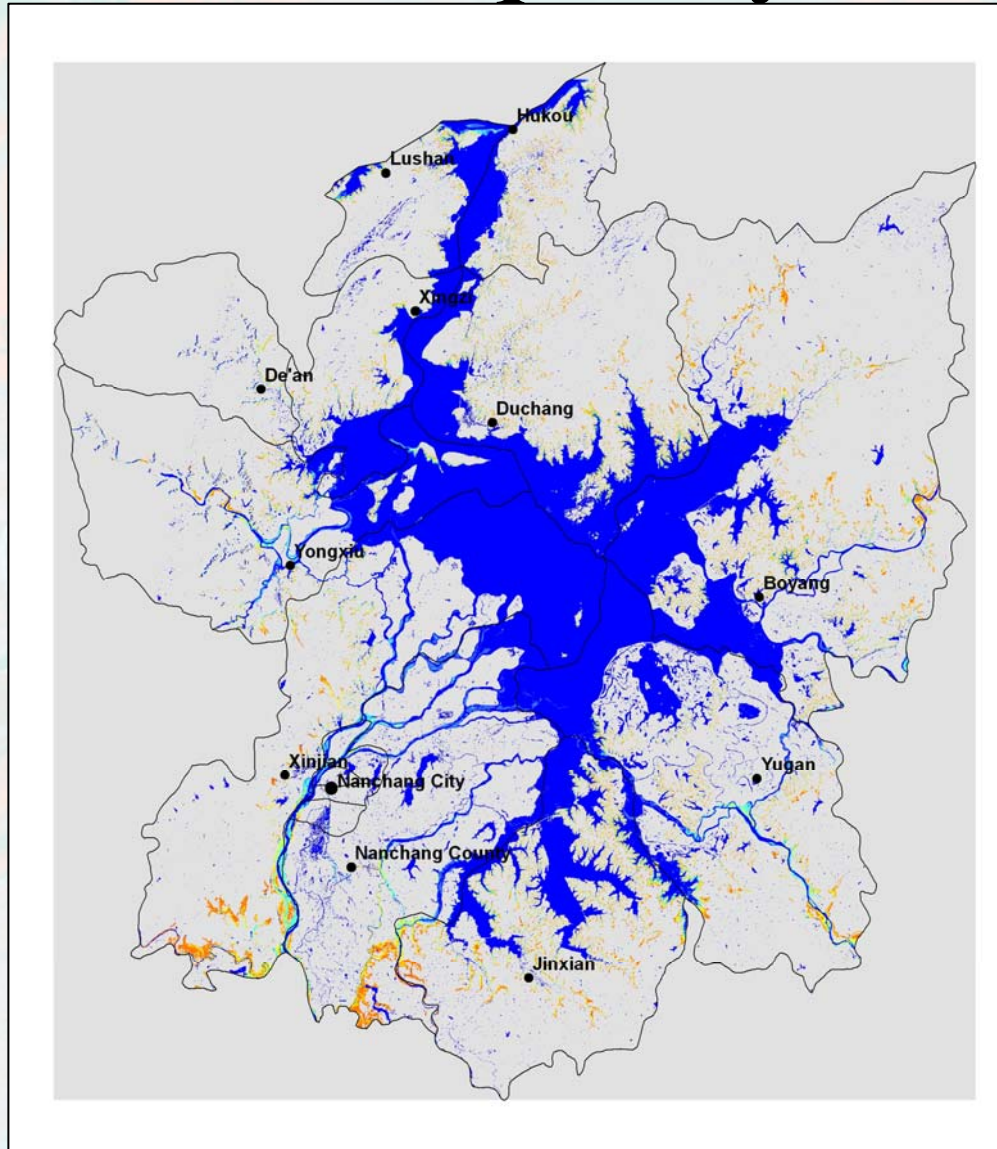 Hukou
Lushan
Xingzi
De'an
Duchang
Yongxiu
Boyang
Xinjian
Nanchang City
Yugan
Nanchang County
Jinxian